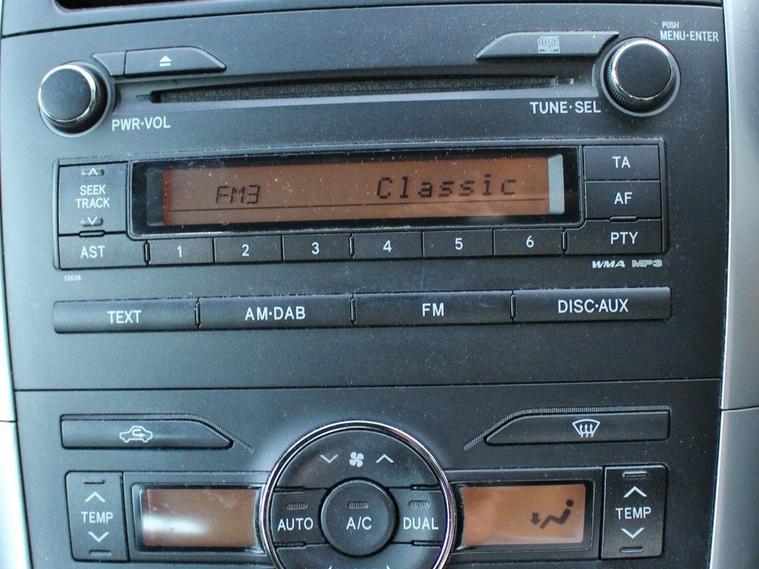 PUSH
MENU·ENTER
PWR·VOL
TUNE·SEL
SEEK
TRACK
FM3 Classic
TA
AF
AST 1 2 3 4 5 6 PTY
13836
WMA MP3
TEXT AM·DAB FM DISC·AUX
TEMP AUTO A/C DUAL TEMP